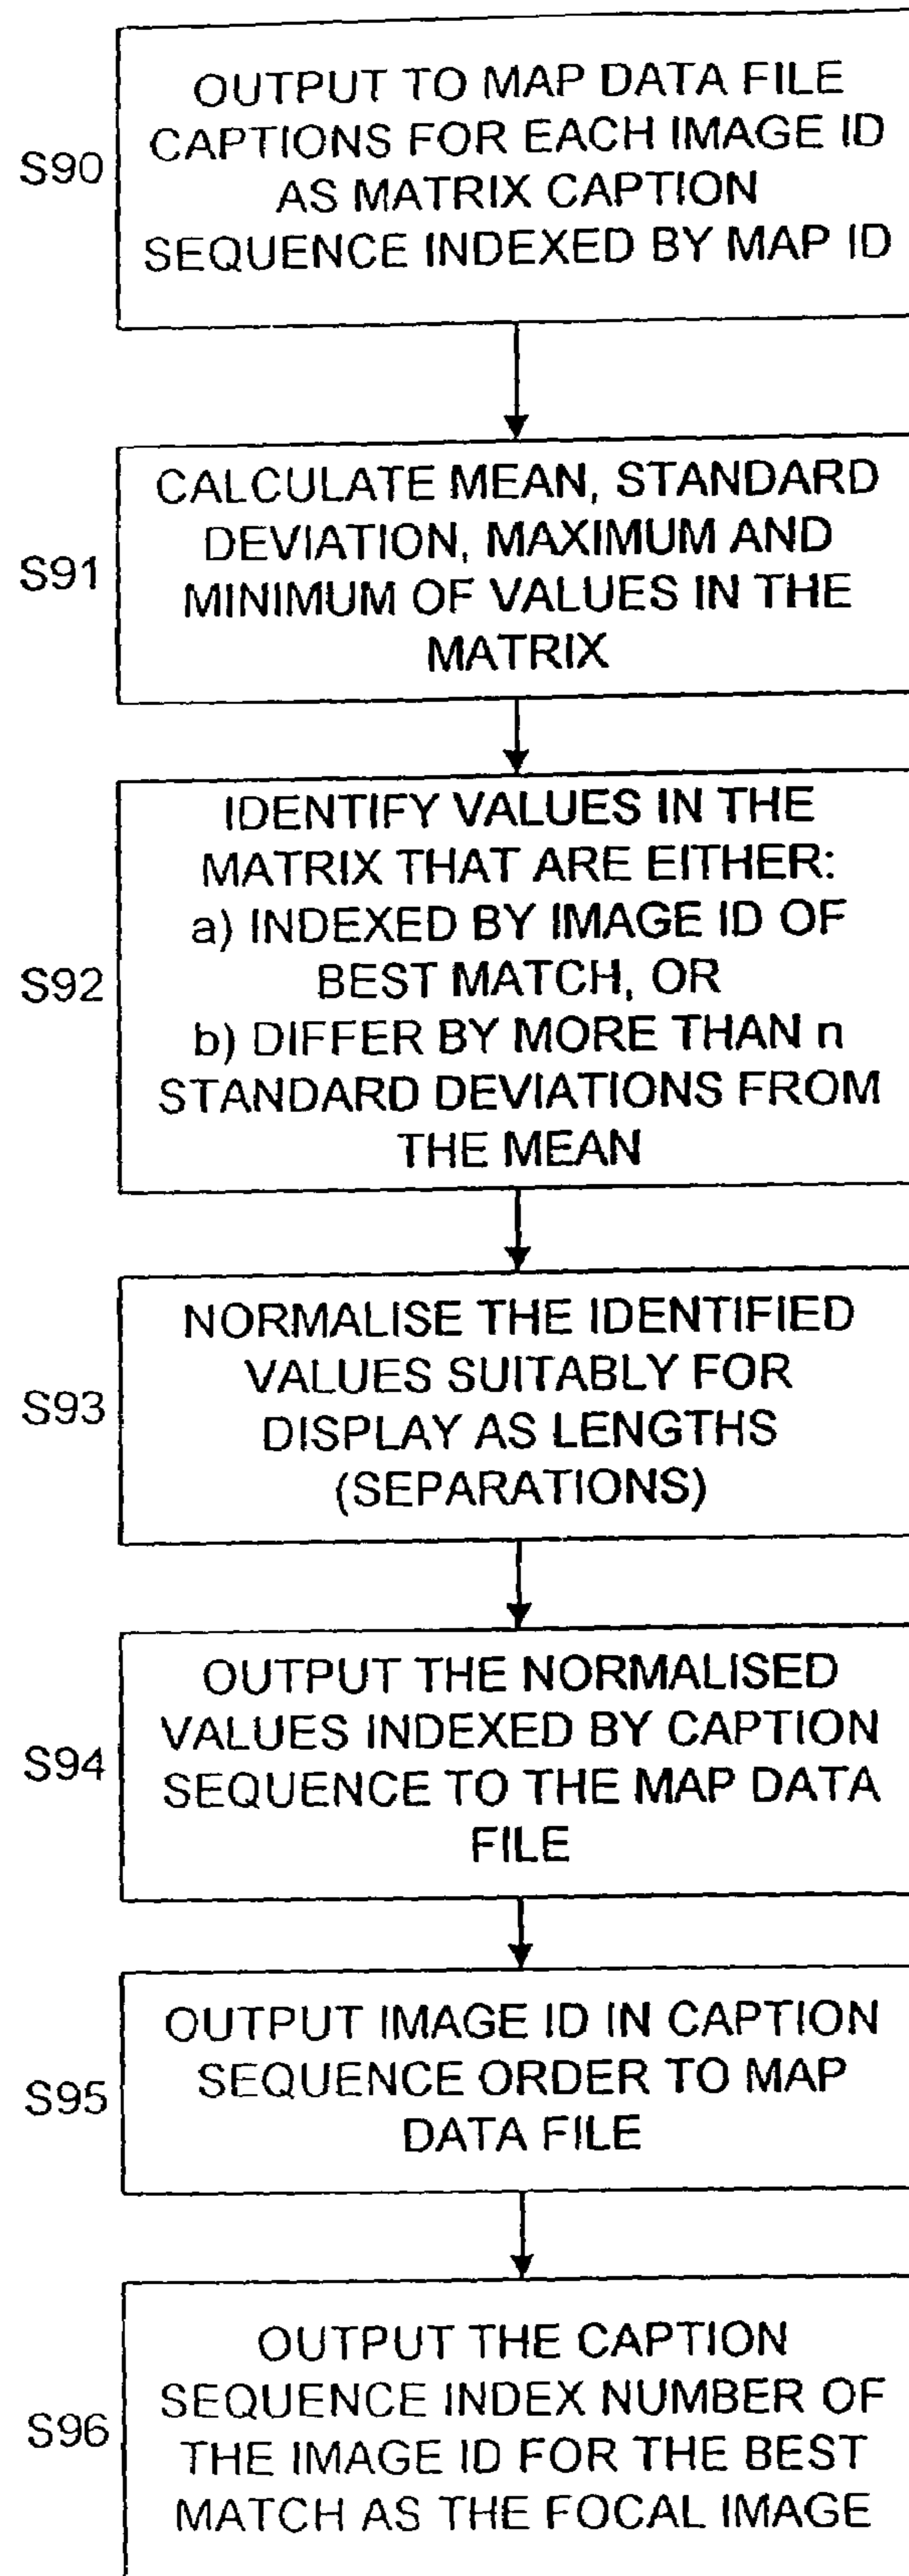 S90
OUTPUT TO MAP DATA FILE
CAPTIONS FOR EACH IMAGE ID
AS MATRIX CAPTION
SEQUENCE INDEXED BY MAP ID
S91
CALCULATE MEAN, STANDARD
DEVIATION, MAXIMUM AND
MINIMUM OF VALUES IN THE
MATRIX
S92
IDENTIFY VALUES IN THE
MATRIX THAT ARE EITHER:
a) INDEXED BY IMAGE ID OF
BEST MATCH, OR
b) DIFFER BY MORE THAN n
STANDARD DEVIATIONS FROM
THE MEAN
S93
NORMALISE THE IDENTIFIED
VALUES SUITABLY FOR
DISPLAY AS LENGTHS
(SEPARATIONS)
S94
OUTPUT THE NORMALISED
VALUES INDEXED BY CAPTION
SEQUENCE TO THE MAP DATA
FILE
S95
OUTPUT IMAGE ID IN CAPTION
SEQUENCE ORDER TO MAP
DATA FILE
S96
OUTPUT THE CAPTION
SEQUENCE INDEX NUMBER OF
THE IMAGE ID FOR THE BEST
MATCH AS THE FOCAL IMAGE